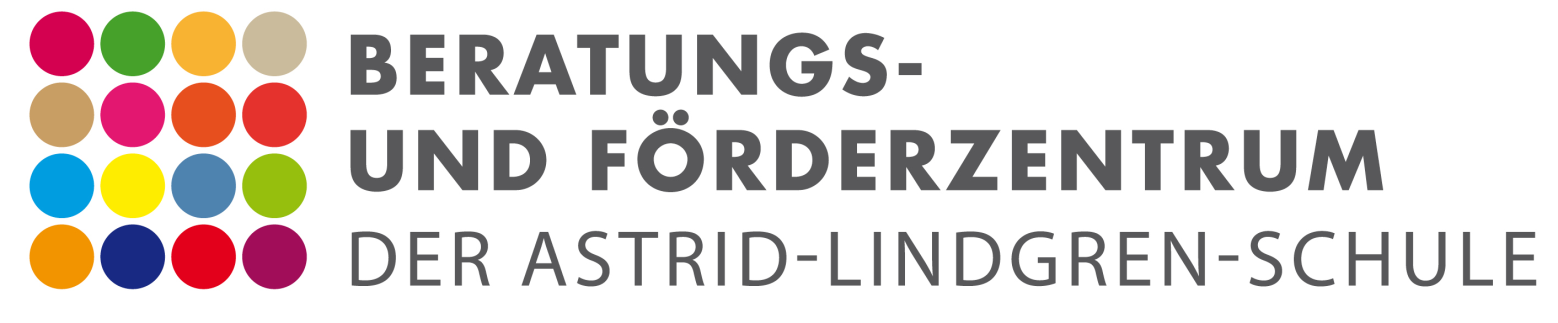 BERATUNGS-
UND FÖRDERZENTRUM
DER ASTRID-LINDGREN-SCHULE